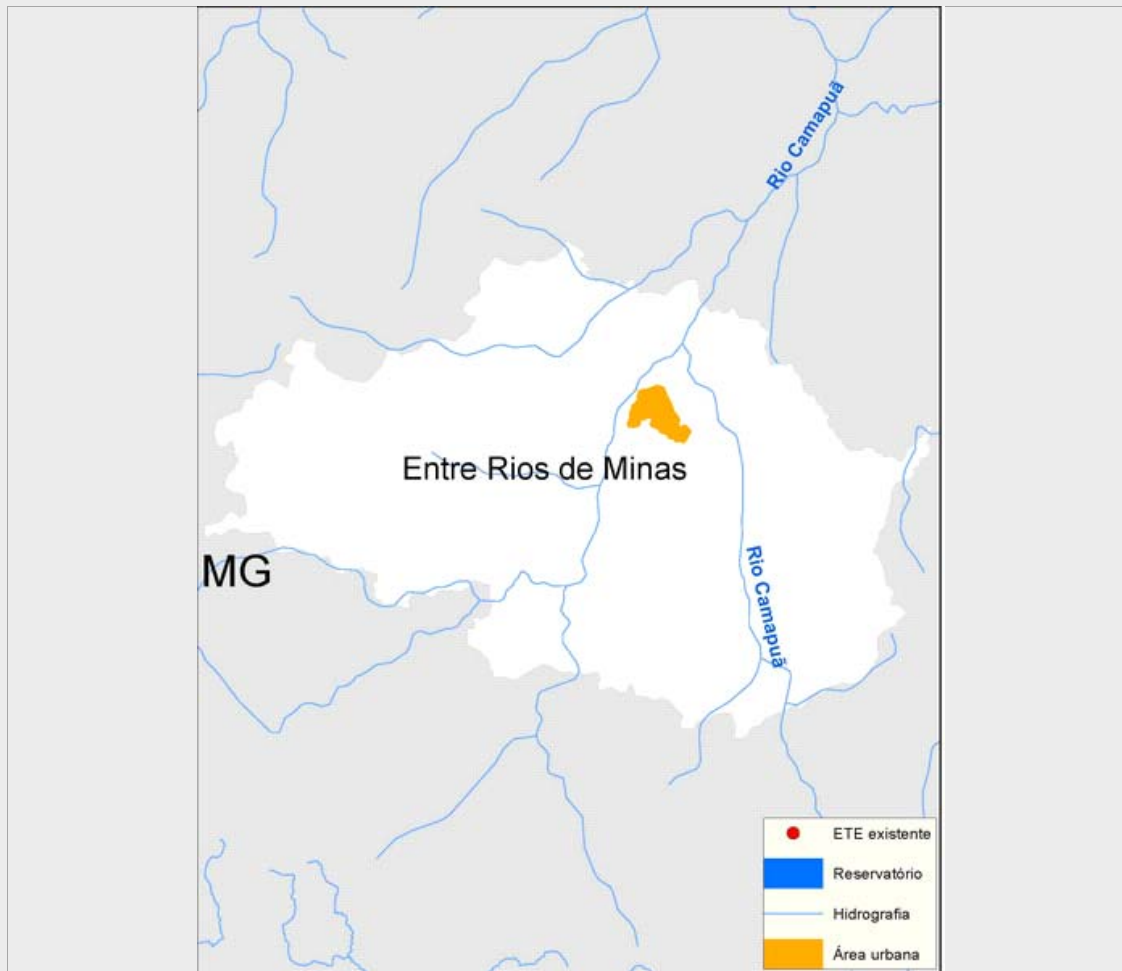 Rio Camapuã
Entre Rios de Minas
MG
Rio Camapuã
ETE existente
Reservatório
Hidrografia
Área urbana